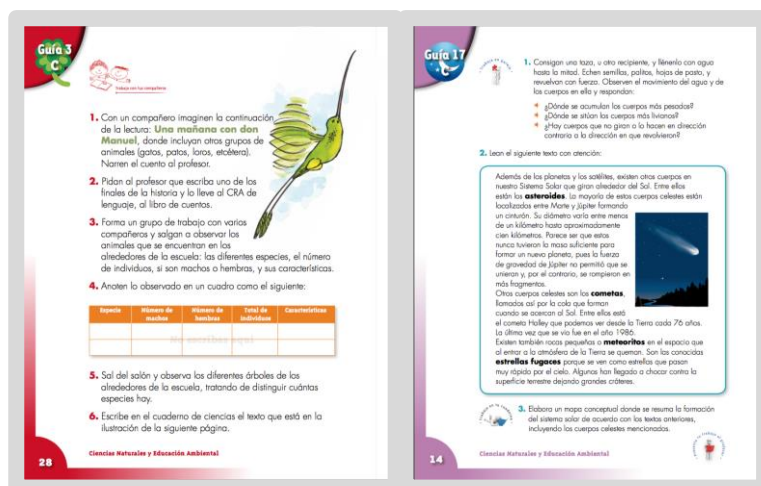 Guía 3
C
Trabaja con tus compañeros
1. Con un compañero imaginen la continuación
de la lectura: Una mañana con don
Manuel, donde incluyan otros grupos de
animales (gatos, patos, loros, etcétera).
Narren el cuento al profesor.
2. Pidan al profesor que escriba uno de los
finales de la historia y lo lleve al CRA de
lenguaje, al libro de cuentos.
3. Forma un grupo de trabajo con varios
compañeros y salgan a observar los
animales que se encuentran en los
alrededores de la escuela: las diferentes especies, el número
de individuos, si son machos o hembras, y sus características.
4. Anoten lo observado en un cuadro como el siguiente:
Especie Número de machos Número de hembras Total de individuos Características
No escribas aquí
5. Sal del salón y observa los diferentes árboles de los
alrededores de la escuela, tratando de distinguir cuántas
especies hay.
6. Escribe en el cuaderno de ciencias el texto que está en la
ilustración de la siguiente página.
28
Ciencias Naturales y Educación Ambiental
Guía 17
C
1. Consigan una taza, u otro recipiente, y llénenlo con agua
hasta la mitad. Echen semillas, palitos, hojas de pasto, y
revuelvan con fuerza. Observen el movimiento del agua y de
los cuerpos en ella y respondan:
¿Dónde se acumulan los cuerpos más pesados?
¿Dónde se sitúan los cuerpos más livianos?
¿Hay cuerpos que no giran o lo hacen en dirección
contraria a la dirección en que revolvieron?
2. Lean el siguiente texto con atención:
Además de los planetas y los satélites, existen otros cuerpos en
nuestro Sistema Solar que giran alrededor del Sol. Entre ellos
están los asteroides. La mayoría de estos cuerpos celestes están
localizados entre Marte y Júpiter formando
un cinturón. Su diámetro varía entre menos
de un kilómetro hasta aproximadamente
cien kilómetros. Parece ser que estos
nunca tuvieron la masa suficiente para
formar un nuevo planeta, pues la fuerza
de gravedad de Júpiter no permitió que se
unieran y, por el contrario, se rompieron en
más fragmentos.
Otros cuerpos celestes son los cometas,
llamados así por la cola que forman
cuando se acercan al Sol. Entre ellos está
el cometa Halley que podemos ver desde la Tierra cada 76 años.
La última vez que se vio fue en el año 1986.
Existen también rocas pequeñas o meteoritos en el espacio que
al entrar a la atmósfera de la Tierra se queman. Son las conocidas
estrellas fugaces porque se ven como estrellas que pasan
muy rápido por el cielo. Algunos han llegado a chocar contra la
superficie terrestre dejando grandes cráteres.
3. Elabora un mapa conceptual donde se resuma la formación
del sistema solar de acuerdo con los textos anteriores,
incluyendo los cuerpos celestes mencionados.
14
Ciencias Naturales y Educación Ambiental